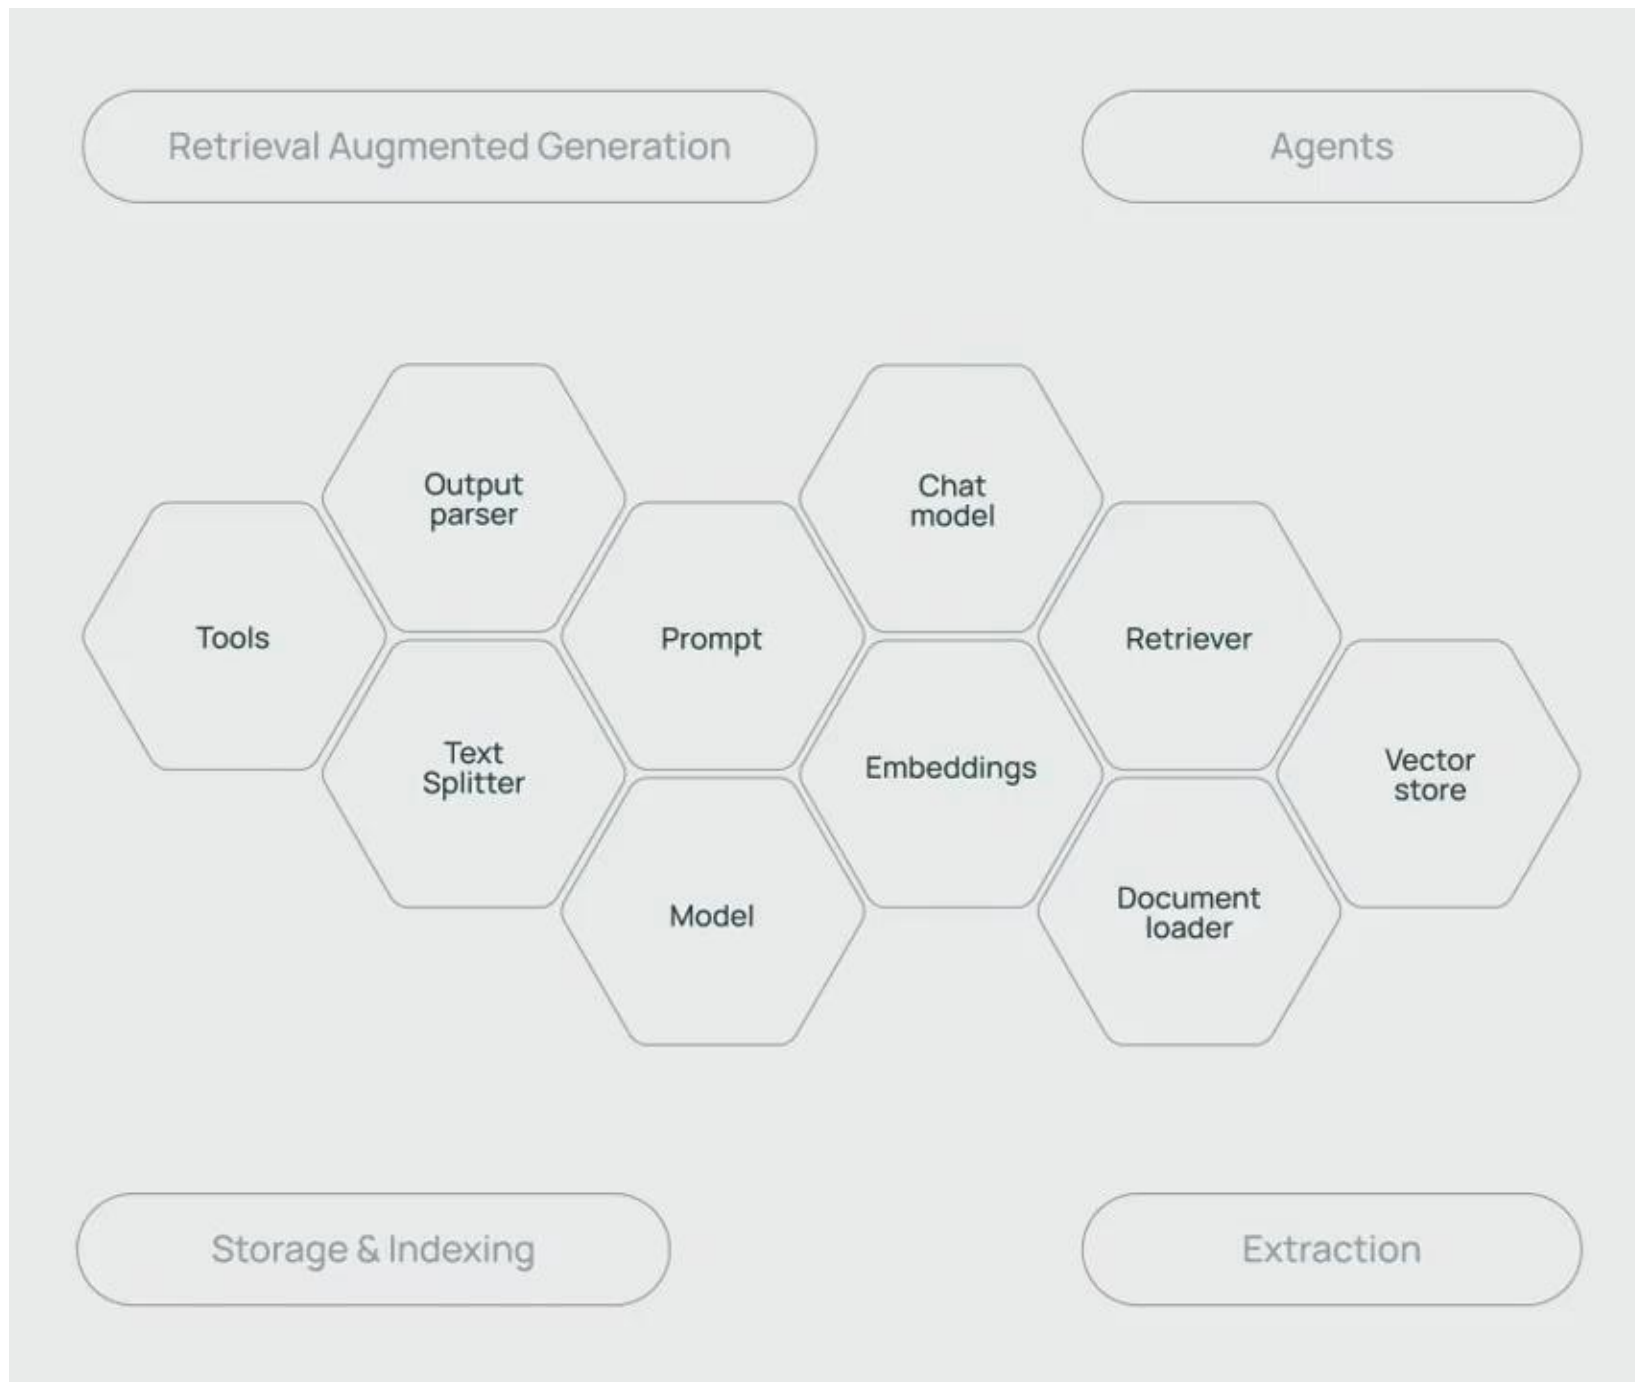 Retrieval Augmented Generation
Agents
Output
parser
Chat
model
Tools
Prompt
Retriever
Text
Splitter
Embeddings
Vector
store
Model
Document
loader
Storage & Indexing
Extraction